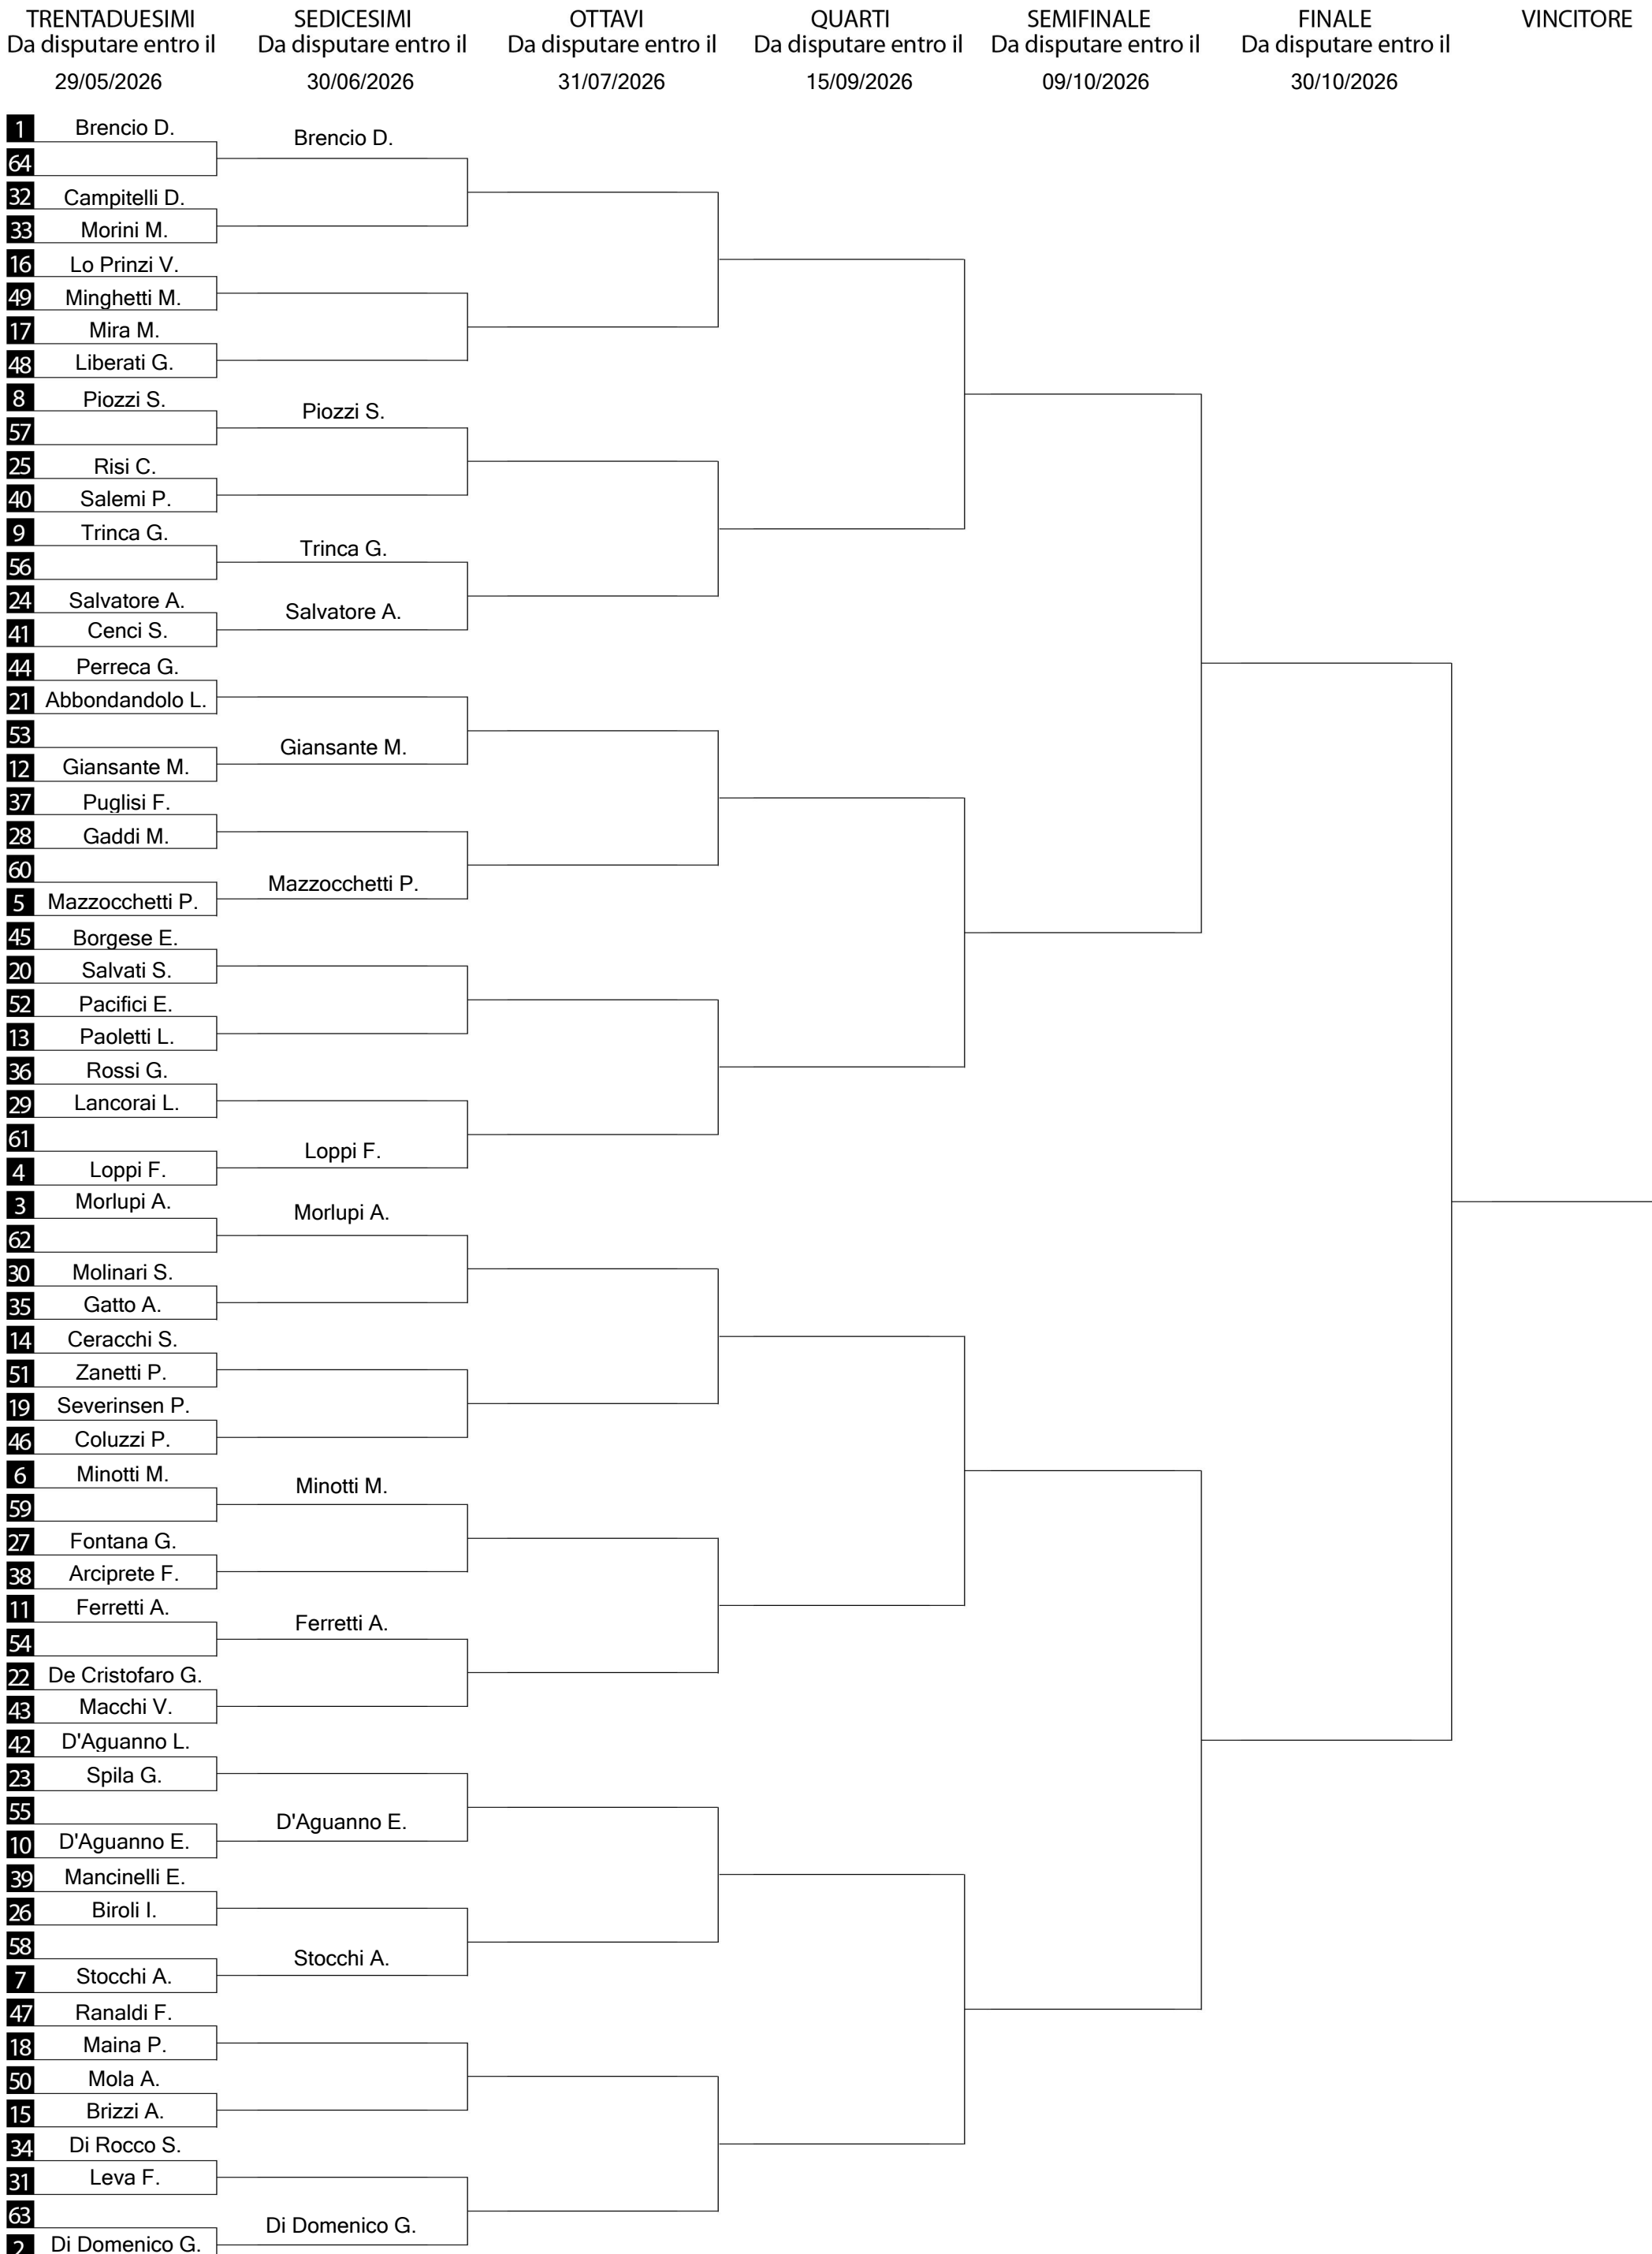 TRENTADUESIMI SEDICESIMI OTTAVI QUARTI SEMIFINALE FINALE VINCITORE
Da disputare entro il Da disputare entro il Da disputare entro il Da disputare entro il Da disputare entro il Da disputare entro il
29/05/2026 30/06/2026 31/07/2026 15/09/2026 09/10/2026 30/10/2026
1 Brencio D.
Brencio D.
64
32 Campitelli D.
33 Morini M.
16 Lo Prinzi V.
49 Minghetti M.
17 Mira M.
48 Liberati G.
8 Piozzi S.
Piozzi S.
57
25 Risi C.
40 Salemi P.
9 Trinca G.
Trinca G.
56
24 Salvatore A.
Salvatore A.
41 Cenci S.
44 Perreca G.
21 Abbondandolo L.
53
Giansante M.
12 Giansante M.
37 Puglisi F.
28 Gaddi M.
60
Mazzocchetti P.
5 Mazzocchetti P.
45 Borgese E.
20 Salvati S.
52 Pacifici E.
13 Paoletti L.
36 Rossi G.
29 Lancorai L.
61
Loppi F.
4 Loppi F.
3 Morlupi A.
Morlupi A.
62
30 Molinari S.
35 Gatto A.
14 Ceracchi S.
51 Zanetti P.
19 Severinsen P.
46 Coluzzi P.
6 Minotti M.
Minotti M.
59
27 Fontana G.
38 Arciprete F.
11 Ferretti A.
Ferretti A.
54
22 De Cristofaro G.
43 Macchi V.
42 D'Aguanno L.
23 Spila G.
55
D'Aguanno E.
10 D'Aguanno E.
39 Mancinelli E.
26 Biroli I.
58
Stocchi A.
7 Stocchi A.
47 Ranaldi F.
18 Maina P.
50 Mola A.
15 Brizzi A.
34 Di Rocco S.
31 Leva F.
63
Di Domenico G.
2 Di Domenico G.